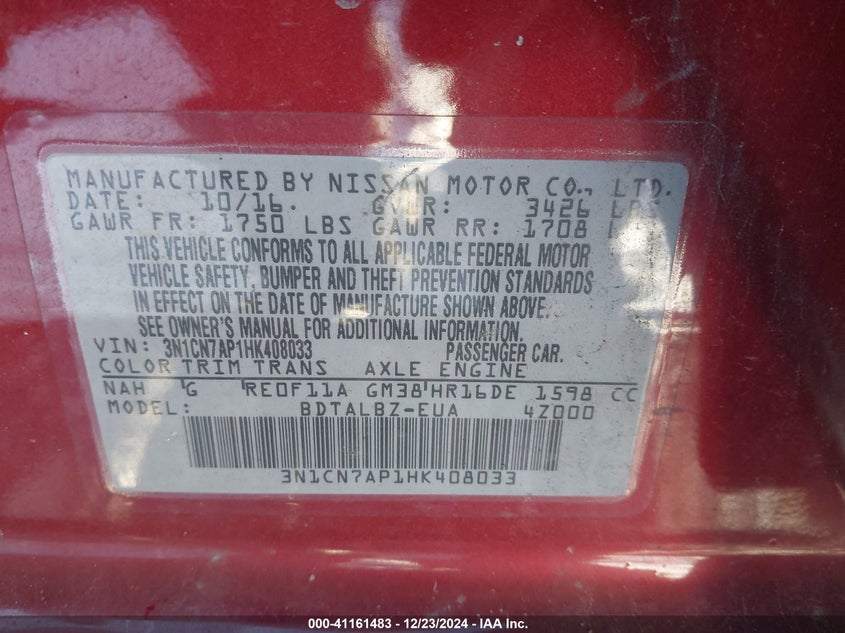 MANUFACTURED BY NISSAN MOTOR CO., LTD.
DATE: 10/16. GVWR: 3426 LBS
GAWR FR: 1750 LBS GAWR RR: 1708
THIS VEHICLE CONFORMS TO ALL APPLICABLE FEDERAL MOTOR
VEHICLE SAFETY, BUMPER AND THEFT PREVENTION STANDARDS
IN EFFECT ON THE DATE OF MANUFACTURE SHOWN ABOVE.
SEE OWNER'S MANUAL FOR ADDITIONAL INFORMATION.
VIN: 3N1CN7AP1HK408033 PASSENGER CAR.
COLOR TRIM TRANS AXLE ENGINE
NAH G RE0F11A GM38 HR16DE 1598 CC
MODEL: BDTALBZ-EUA 4Z000
3N1CN7AP1HK408033
000-41161483 - 12/23/2024 - IAA Inc.